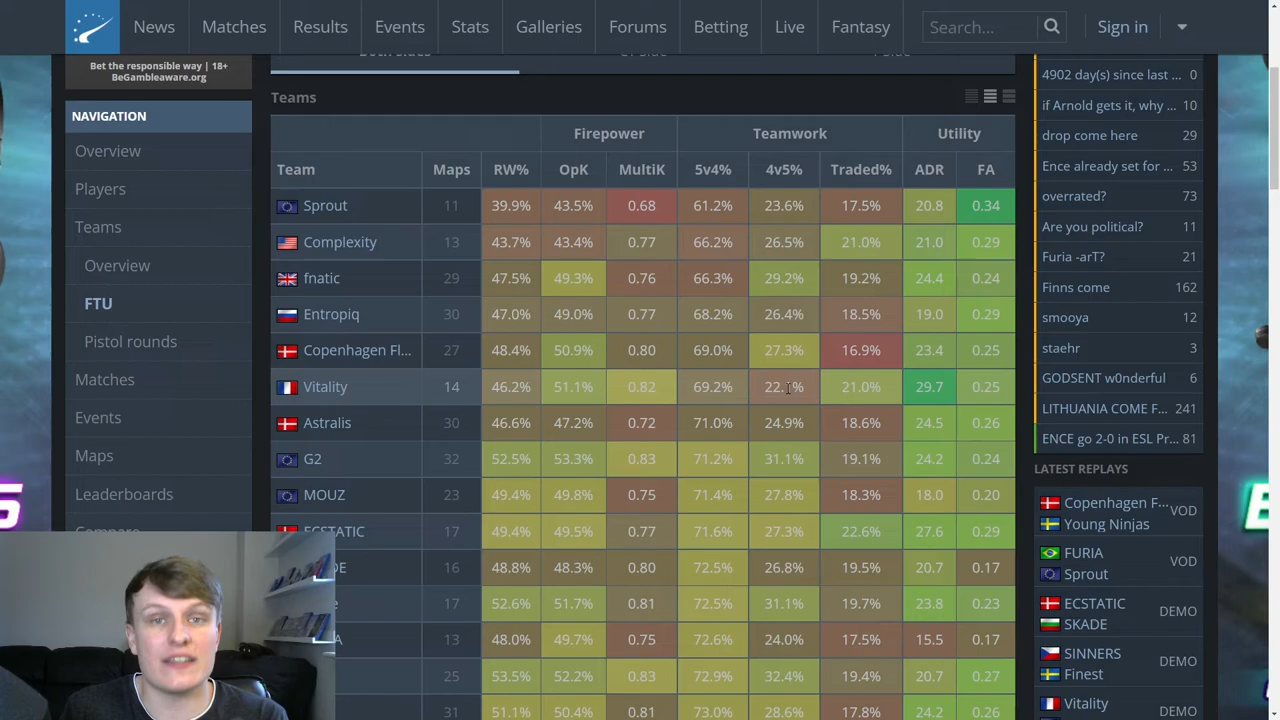 News Matches Results Events Stats Galleries Forums Betting Live Fantasy Search... Sign in
Bet the responsible way | 18+
BeGambleaware.org
NAVIGATION
Overview
Players
Teams
Overview
FTU
Pistol rounds
Matches
Events
Maps
Leaderboards
Teams
Firepower Teamwork Utility
Team Maps RW% OpK MultiK 5v4% 4v5% Traded% ADR FA
Sprout 11 39.9% 43.5% 0.68 61.2% 23.6% 17.5% 20.8 0.34
Complexity 13 43.7% 43.4% 0.77 66.2% 26.5% 21.0% 21.0 0.29
fnatic 29 47.5% 49.3% 0.76 66.3% 29.2% 19.2% 24.4 0.24
Entropiq 30 47.0% 49.0% 0.77 68.2% 26.4% 18.5% 19.0 0.29
Copenhagen Fl... 27 48.4% 50.9% 0.80 69.0% 27.3% 16.9% 23.4 0.25
Vitality 14 46.2% 51.1% 0.82 69.2% 21.0% 29.7 0.25
Astralis 30 46.6% 47.2% 0.72 71.0% 24.9% 18.6% 24.5 0.26
G2 32 52.5% 53.3% 0.83 71.2% 31.1% 19.1% 24.2 0.24
MOUZ 23 49.4% 49.8% 0.75 71.4% 27.8% 18.3% 18.0 0.20
ECSTATIC 17 49.4% 49.5% 0.77 71.6% 27.3% 22.6% 27.6 0.29
16 48.8% 48.3% 0.80 72.5% 26.8% 19.5% 20.7 0.17
17 52.6% 51.7% 0.81 72.5% 31.1% 19.7% 23.8 0.23
13 48.0% 49.7% 0.75 72.6% 24.0% 17.5% 15.5 0.17
25 53.5% 52.2% 0.83 72.9% 32.4% 19.4% 20.7 0.27
31 51.1% 50.4% 0.81 73.0% 28.6% 17.8% 24.2 0.26
4902 day(s) since last ... 0
if Arnold gets it, why ... 10
drop come here 29
Ence already set for ... 53
overrated? 73
Are you political? 11
Furia -arT? 21
Finns come 162
smooya 12
staehr 3
GODSENT w0nderful 6
LITHUANIA COME F... 241
ENCE go 2-0 in ESL Pr... 81
LATEST REPLAYS
Copenhagen F...
Young Ninjas
VOD
FURIA
Sprout
VOD
ECSTATIC
SKADE
DEMO
SINNERS
Finest
DEMO
Vitality
DEMO